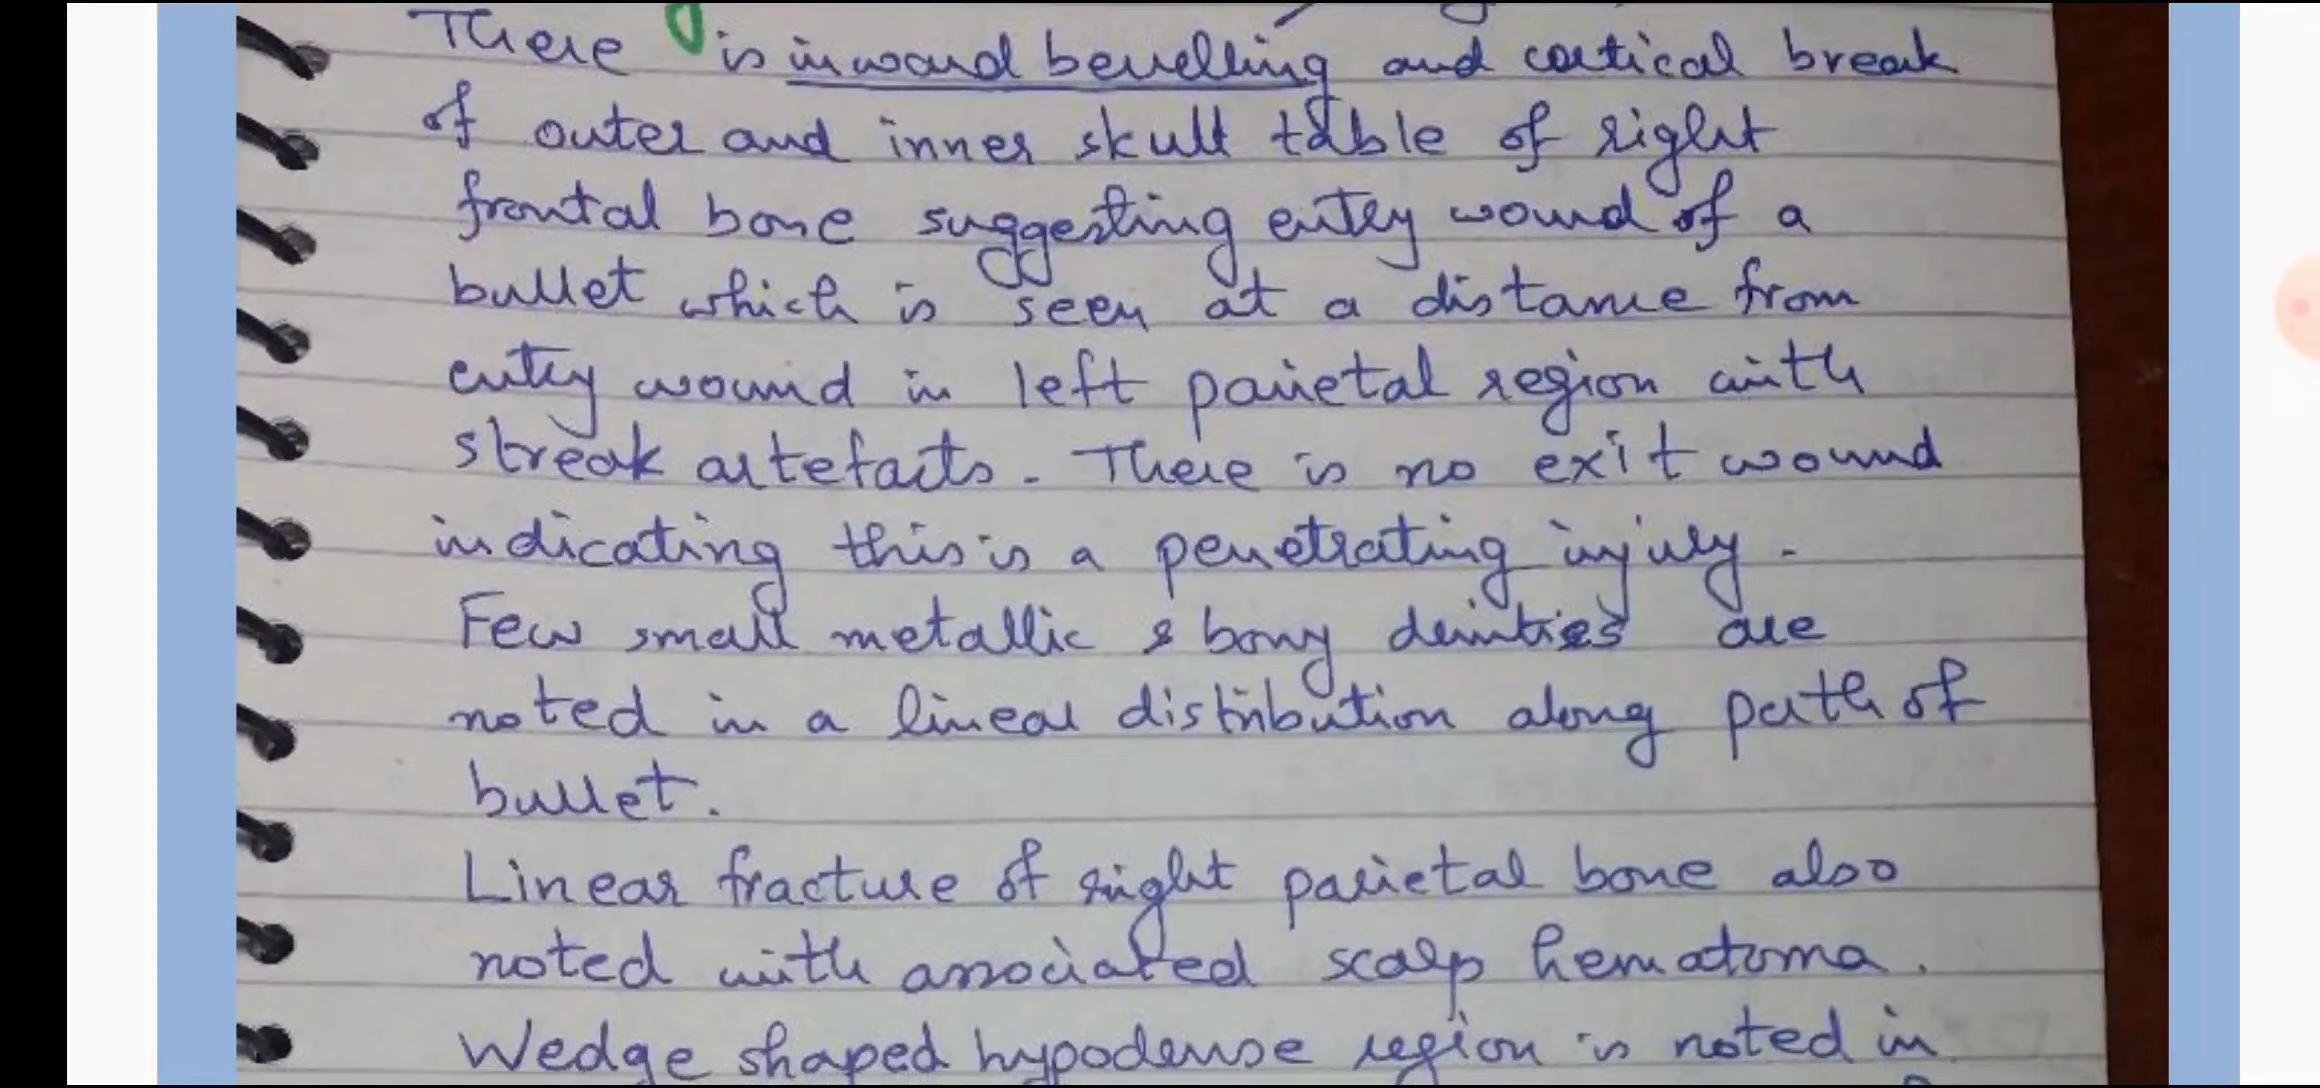 There is inward bevelling and cortical break
of outer and inner skull table of right
frontal bone suggesting entry wound of a
bullet which is seen at a distance from
entry wound in left parietal region with
streak artefacts. There is no exit wound
indicating this is a penetrating injury.
Few small metallic & bony densities are
noted in a linear distribution along path of
bullet.
Linear fracture of right parietal bone also
noted with associated scalp hematoma.
Wedge shaped hypodense region is noted in